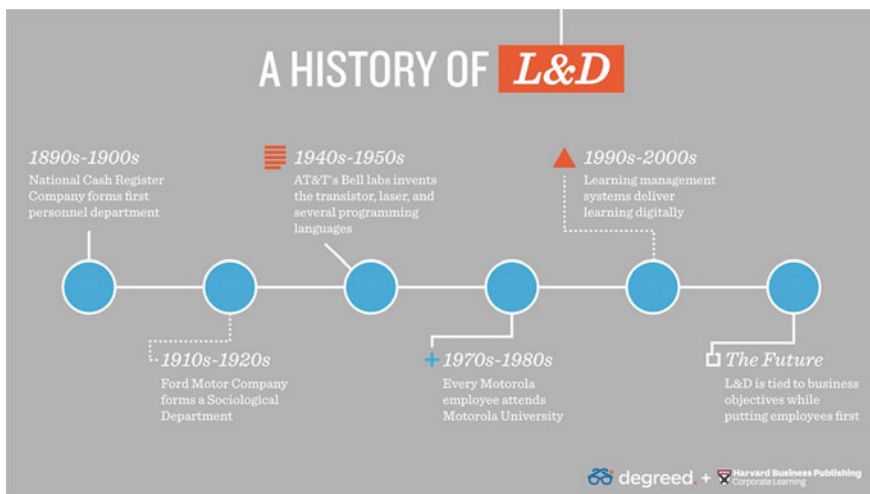 A HISTORY OF L&D
1890s-1900s
National Cash Register
Company forms first
personnel department
1910s-1920s
Ford Motor Company
forms a Sociological
Department
1940s-1950s
AT&T's Bell labs invents
the transistor, laser, and
several programming
languages
1970s-1980s
Every Motorola
employee attends
Motorola University
1990s-2000s
Learning management
systems deliver
learning digitally
The Future
L&D is tied to business
objectives while
putting employees first
degreed. + Harvard Business Publishing
Corporate Learning